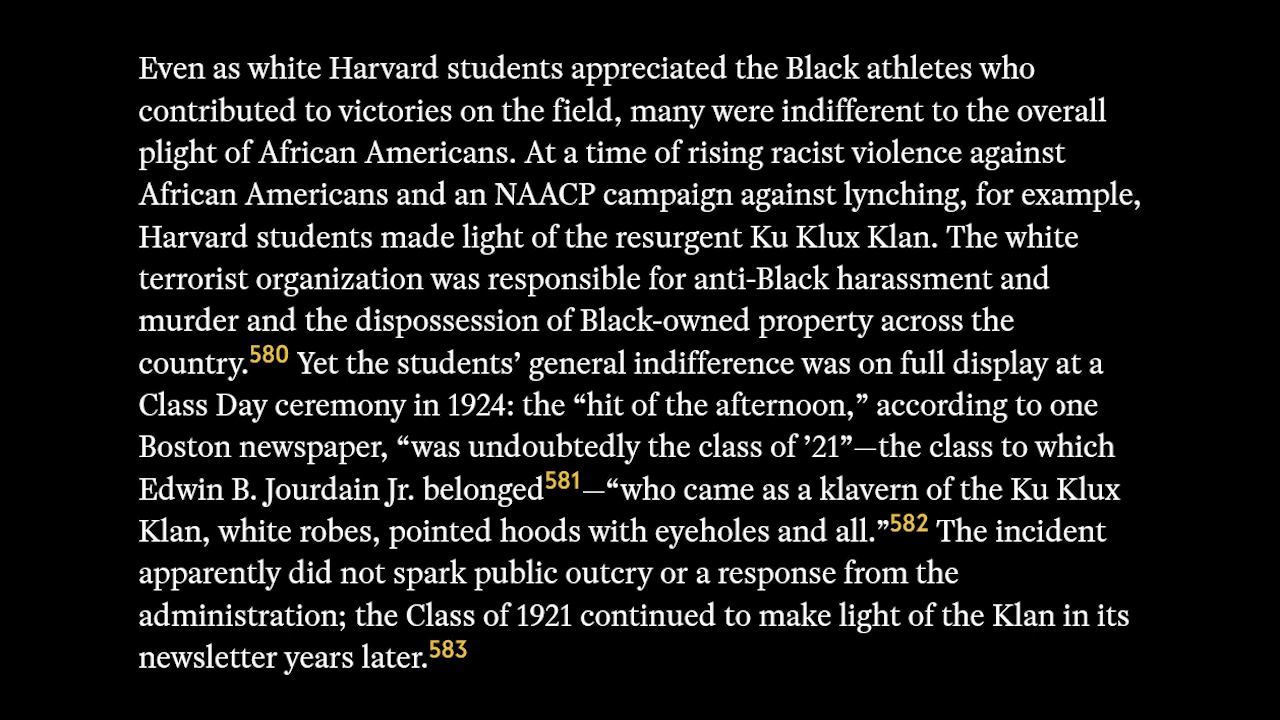 Even as white Harvard students appreciated the Black athletes who
contributed to victories on the field, many were indifferent to the overall
plight of African Americans. At a time of rising racist violence against
African Americans and an NAACP campaign against lynching, for example,
Harvard students made light of the resurgent Ku Klux Klan. The white
terrorist organization was responsible for anti-Black harassment and
murder and the dispossession of Black-owned property across the
country.580 Yet the students’ general indifference was on full display at a
Class Day ceremony in 1924: the “hit of the afternoon,” according to one
Boston newspaper, “was undoubtedly the class of ’21”—the class to which
Edwin B. Jourdain Jr. belonged581—“who came as a klavern of the Ku Klux
Klan, white robes, pointed hoods with eyeholes and all.”582 The incident
apparently did not spark public outcry or a response from the
administration; the Class of 1921 continued to make light of the Klan in its
newsletter years later.583